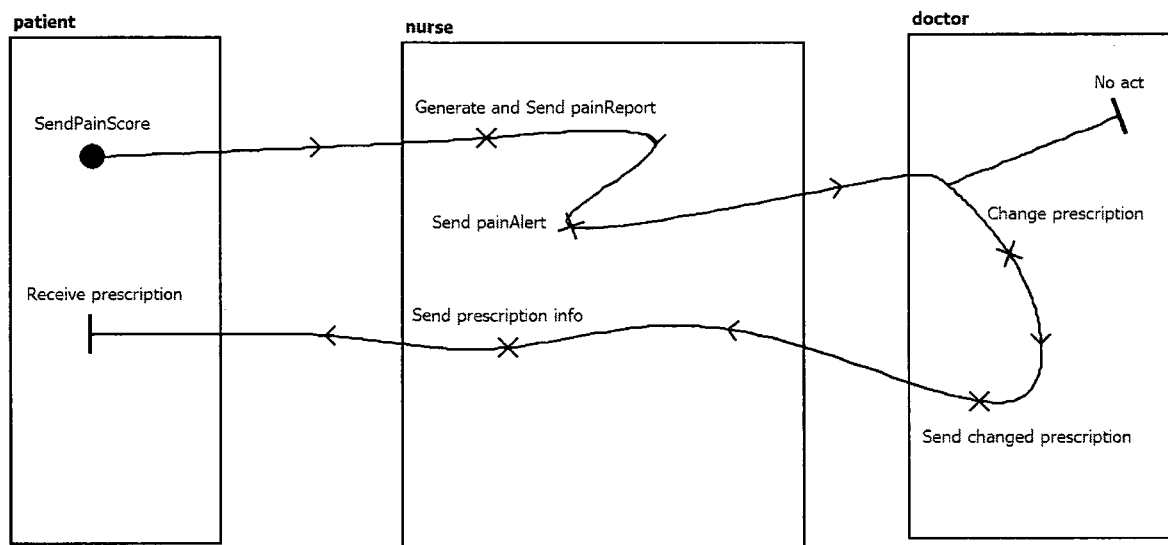 patient
nurse
doctor
No act
Generate and Send painReport
SendPainScore
Send painAlert
Change prescription
Receive prescription
Send prescription info
Send changed prescription